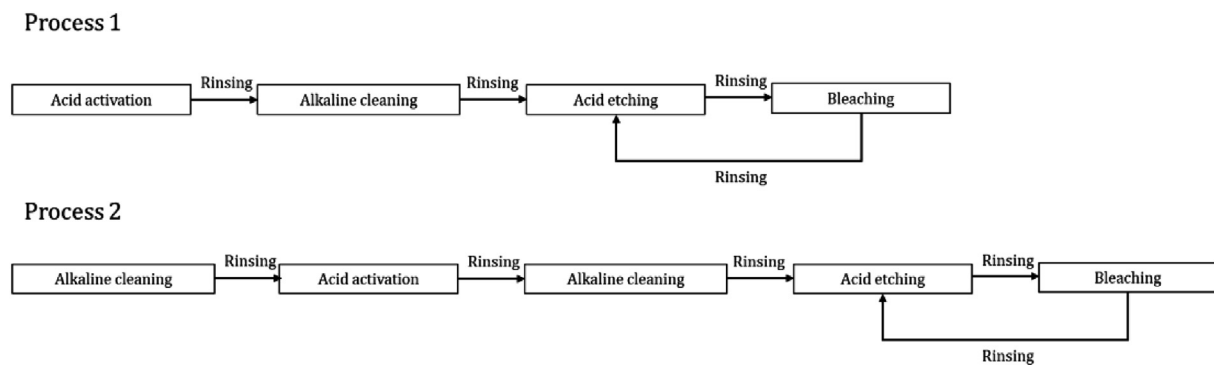 Process 1
Rinsing Rinsing Rinsing
Acid activation Alkaline cleaning Acid etching Bleaching
Rinsing
Process 2
Rinsing Rinsing Rinsing Rinsing
Alkaline cleaning Acid activation Alkaline cleaning Acid etching Bleaching
Rinsing